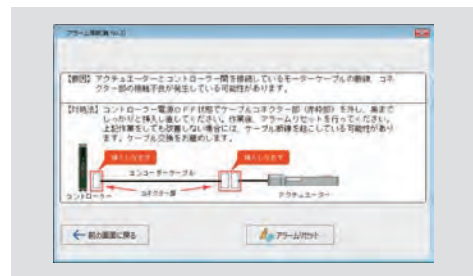 アラーム用処置 No.
【原因】アクチュエーターとコントローラー間を接続しているモーターケーブルの断線、コネ
クター部の接触不良が発生している可能性があります。
【対処法】コントローラー電源OFF状態でケーブルコネクター部（赤枠部）を外し、奥まで
しっかりと挿入し直してください。作業後、アラームリセットを行ってください。
上記作業をしても改善しない場合には、ケーブル断線を起こしている可能性があり
ます。ケーブル交換をお勧めします。
挿入しなおす
挿入しなおす
エンコーダーケーブル
コントローラー
コネクター部
アクチュエーター
前の画面に戻る
アラームリセット